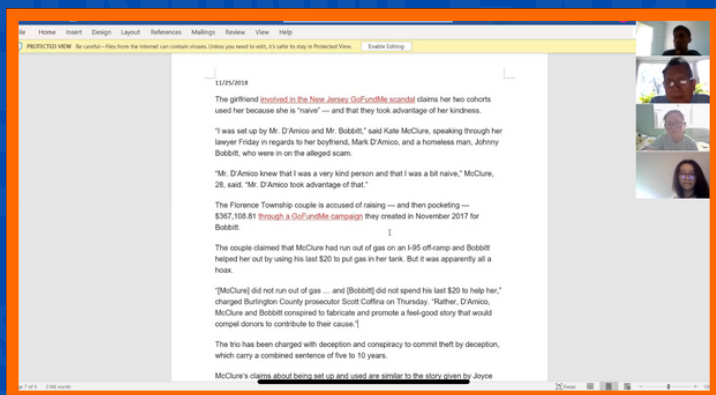 Home Insert Design Layout References Mailings Review View Help
PROTECTED VIEW Be careful—files from the Internet can contain viruses. Unless you need to edit, it's safer to stay in Protected View. Enable Editing
11/25/2018
The girlfriend involved in the New Jersey GoFundMe scandal claims her two cohorts
used her because she is “naive” — and that they took advantage of her kindness.
“I was set up by Mr. D’Amico and Mr. Bobbitt,” said Kate McClure, speaking through her
lawyer Friday in regards to her boyfriend, Mark D’Amico, and a homeless man, Johnny
Bobbitt, who were in on the alleged scam.
“Mr. D’Amico knew that I was a very kind person and that I was a bit naive,” McClure,
28, said. “Mr. D’Amico took advantage of that.”
The Florence Township couple is accused of raising — and then pocketing —
$367,108.81 through a GoFundMe campaign they created in November 2017 for
Bobbitt.
The couple claimed that McClure had run out of gas on an I-95 off-ramp and Bobbitt
helped her out by using his last $20 to put gas in her tank. But it was apparently all a
hoax.
“[McClure] did not run out of gas … and [Bobbitt] did not spend his last $20 to help her,”
charged Burlington County prosecutor Scott Coffina on Thursday. “Rather, D’Amico,
McClure and Bobbitt conspired to fabricate and promote a feel-good story that would
compel donors to contribute to their cause.”
The trio has been charged with deception and conspiracy to commit theft by deception,
which carry a combined sentence of five to 10 years.
McClure’s claims about being set up and used are similar to the story given by Joyce
words Focus